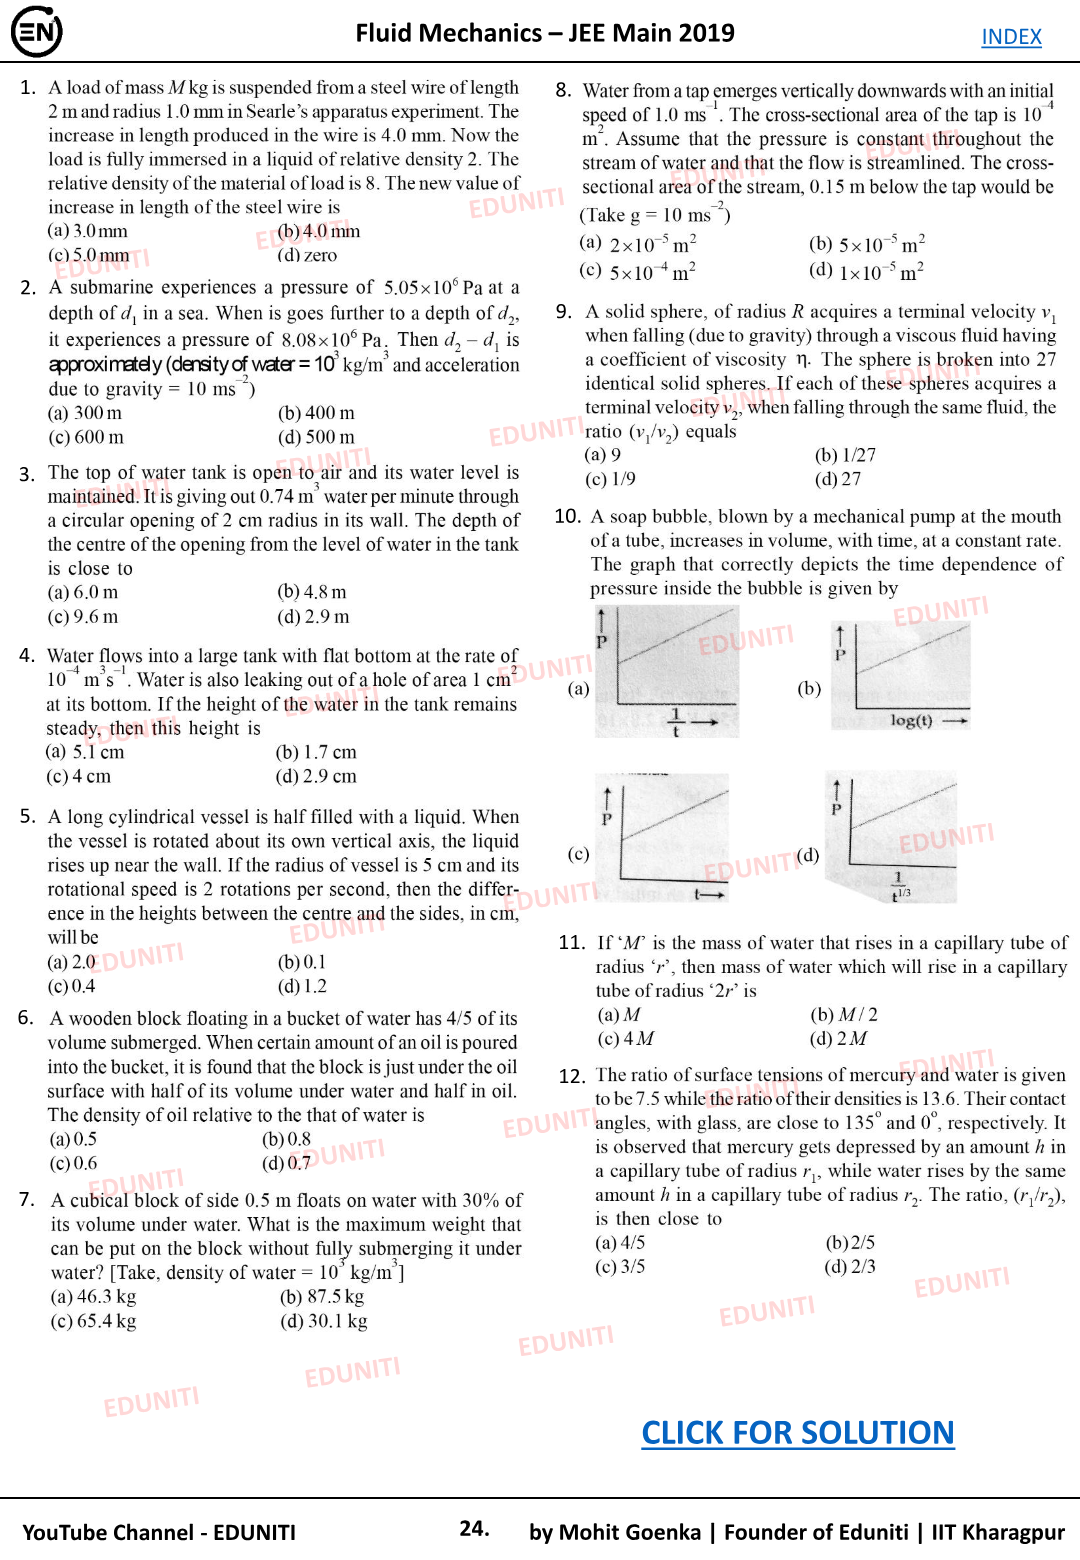 EN
Fluid Mechanics – JEE Main 2019
INDEX
1. A load of mass M kg is suspended from a steel wire of length
2 m and radius 1.0 mm in Searle's apparatus experiment. The
increase in length produced in the wire is 4.0 mm. Now the
load is fully immersed in a liquid of relative density 2. The
relative density of the material of load is 8. The new value of
increase in length of the steel wire is
(a) 3.0 mm (b) 4.0 mm
(c) 5.0 mm (d) zero
2. A submarine experiences a pressure of 5.05×10⁶ Pa at a
depth of d₁ in a sea. When is goes further to a depth of d₂,
it experiences a pressure of 8.08×10⁶ Pa. Then d₂ – d₁ is
approximately (density of water = 10³ kg/m³ and acceleration
due to gravity = 10 ms⁻²)
(a) 300 m (b) 400 m
(c) 600 m (d) 500 m
3. The top of water tank is open to air and its water level is
maintained. It is giving out 0.74 m³ water per minute through
a circular opening of 2 cm radius in its wall. The depth of
the centre of the opening from the level of water in the tank
is close to
(a) 6.0 m (b) 4.8 m
(c) 9.6 m (d) 2.9 m
4. Water flows into a large tank with flat bottom at the rate of
10⁻⁴ m³s⁻¹. Water is also leaking out of a hole of area 1 cm²
at its bottom. If the height of the water in the tank remains
steady, then this height is
(a) 5.1 cm (b) 1.7 cm
(c) 4 cm (d) 2.9 cm
5. A long cylindrical vessel is half filled with a liquid. When
the vessel is rotated about its own vertical axis, the liquid
rises up near the wall. If the radius of vessel is 5 cm and its
rotational speed is 2 rotations per second, then the differ-
ence in the heights between the centre and the sides, in cm,
will be
(a) 2.0 (b) 0.1
(c) 0.4 (d) 1.2
6. A wooden block floating in a bucket of water has 4/5 of its
volume submerged. When certain amount of an oil is poured
into the bucket, it is found that the block is just under the oil
surface with half of its volume under water and half in oil.
The density of oil relative to the that of water is
(a) 0.5 (b) 0.8
(c) 0.6 (d) 0.7
7. A cubical block of side 0.5 m floats on water with 30% of
its volume under water. What is the maximum weight that
can be put on the block without fully submerging it under
water? [Take, density of water = 10³ kg/m³]
(a) 46.3 kg (b) 87.5 kg
(c) 65.4 kg (d) 30.1 kg
8. Water from a tap emerges vertically downwards with an initial
speed of 1.0 ms⁻¹. The cross-sectional area of the tap is 10⁻⁴
m². Assume that the pressure is constant throughout the
stream of water and that the flow is streamlined. The cross-
sectional area of the stream, 0.15 m below the tap would be
(Take g = 10 ms⁻²)
(a) 2×10⁻⁵ m² (b) 5×10⁻⁵ m²
(c) 5×10⁻⁴ m² (d) 1×10⁻⁵ m²
9. A solid sphere, of radius R acquires a terminal velocity v₁
when falling (due to gravity) through a viscous fluid having
a coefficient of viscosity η. The sphere is broken into 27
identical solid spheres. If each of these spheres acquires a
terminal velocity v₂, when falling through the same fluid, the
ratio (v₁/v₂) equals
(a) 9 (b) 1/27
(c) 1/9 (d) 27
10. A soap bubble, blown by a mechanical pump at the mouth
of a tube, increases in volume, with time, at a constant rate.
The graph that correctly depicts the time dependence of
pressure inside the bubble is given by
(a) P 1/t
(b) P log(t)
(c) P t
(d) P 1/t^1/3
11. If 'M' is the mass of water that rises in a capillary tube of
radius 'r', then mass of water which will rise in a capillary
tube of radius '2r' is
(a) M (b) M / 2
(c) 4 M (d) 2 M
12. The ratio of surface tensions of mercury and water is given
to be 7.5 while the ratio of their densities is 13.6. Their contact
angles, with glass, are close to 135° and 0°, respectively. It
is observed that mercury gets depressed by an amount h in
a capillary tube of radius r₁, while water rises by the same
amount h in a capillary tube of radius r₂. The ratio, (r₁/r₂),
is then close to
(a) 4/5 (b) 2/5
(c) 3/5 (d) 2/3
CLICK FOR SOLUTION
YouTube Channel - EDUNITI
24.
by Mohit Goenka | Founder of Eduniti | IIT Kharagpur